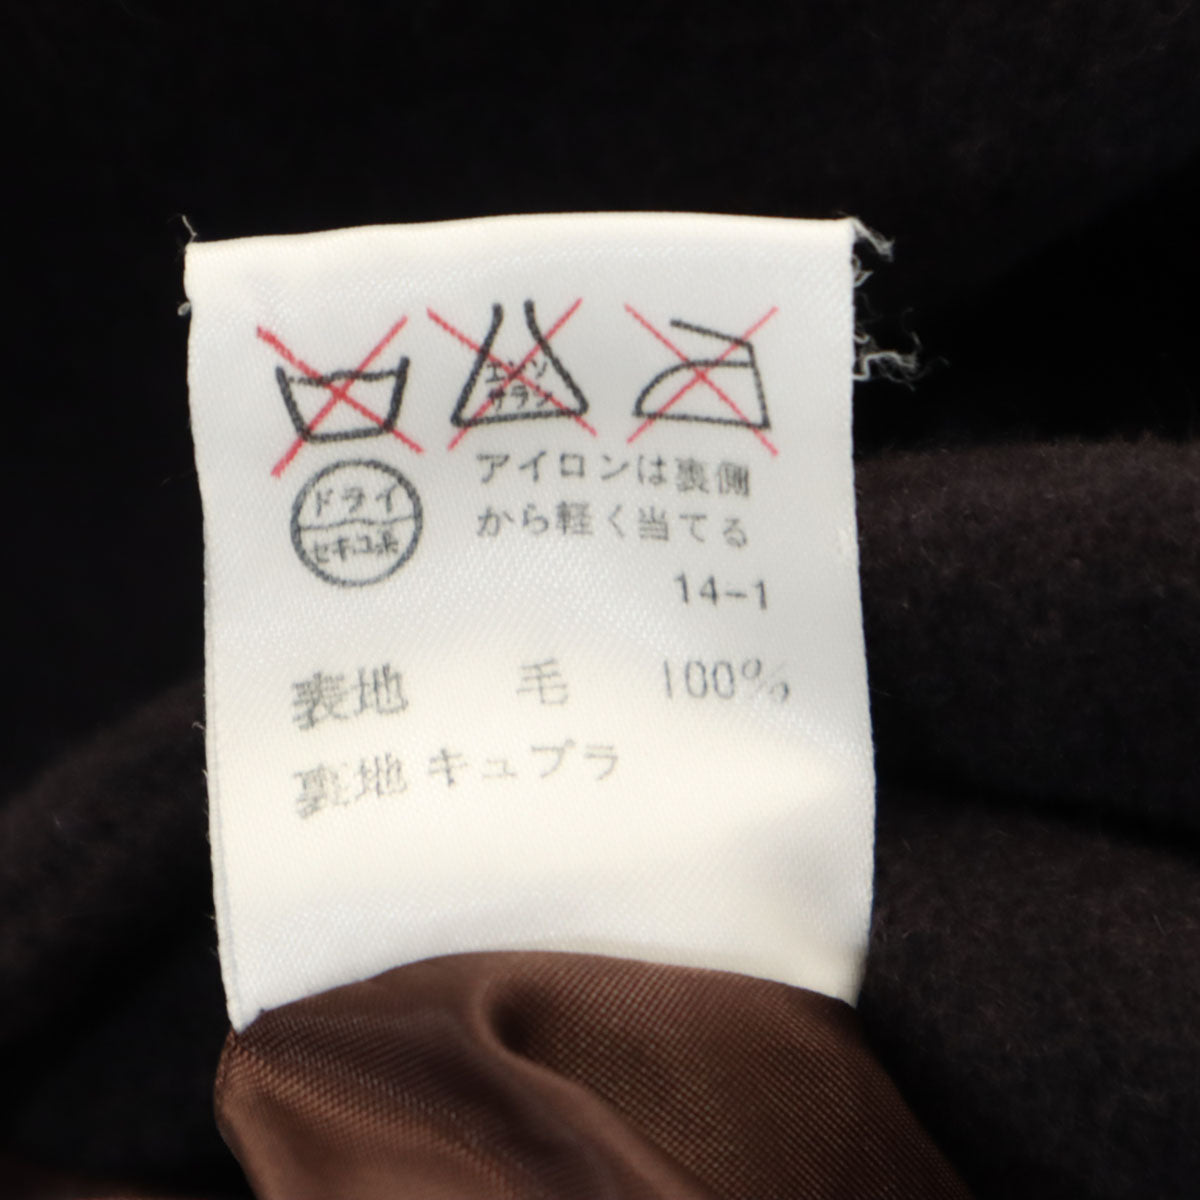 エンソ
サラシ
ドライ
セキユ系
アイロンは裏側
から軽く当てる
14-1
表地 毛 100%
裏地 キュプラ